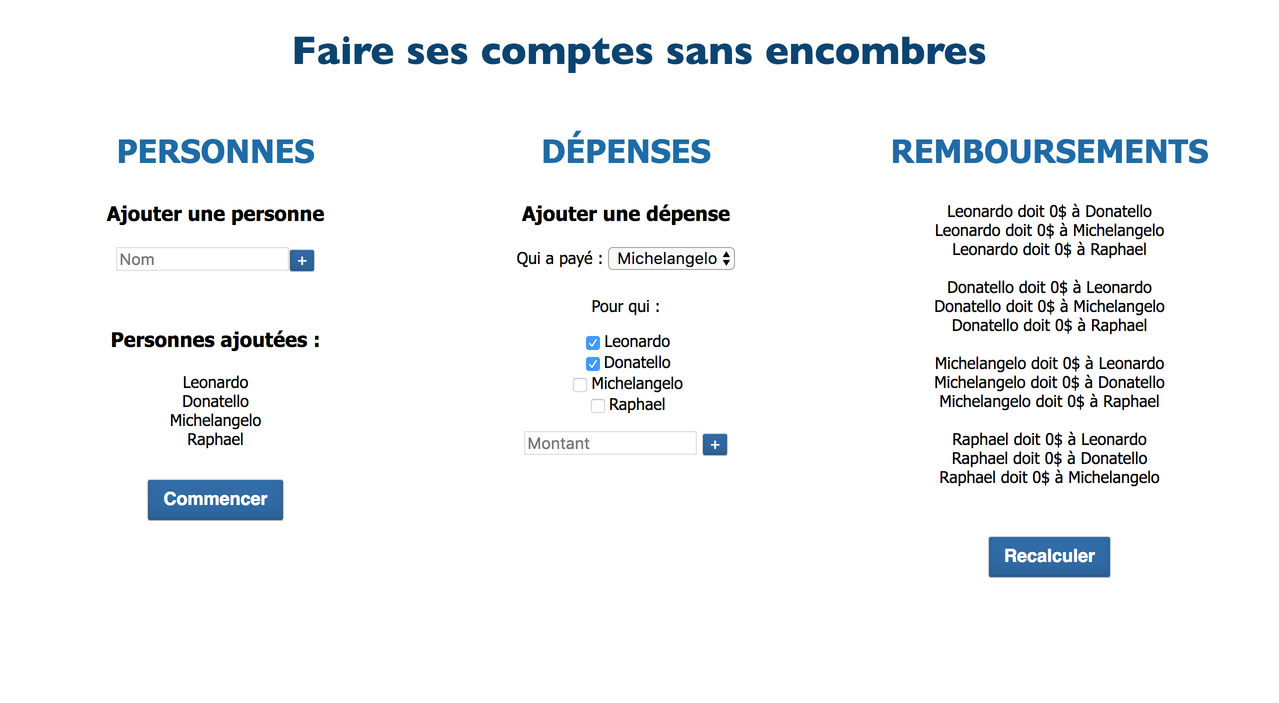 Faire ses comptes sans encombres
PERSONNES
Ajouter une personne
Nom +
Personnes ajoutées :
Leonardo
Donatello
Michelangelo
Raphael
Commencer
DÉPENSES
Ajouter une dépense
Qui a payé : Michelangelo
Pour qui :
Leonardo
Donatello
Michelangelo
Raphael
Montant +
REMBOURSEMENTS
Leonardo doit 0$ à Donatello
Leonardo doit 0$ à Michelangelo
Leonardo doit 0$ à Raphael
Donatello doit 0$ à Leonardo
Donatello doit 0$ à Michelangelo
Donatello doit 0$ à Raphael
Michelangelo doit 0$ à Leonardo
Michelangelo doit 0$ à Donatello
Michelangelo doit 0$ à Raphael
Raphael doit 0$ à Leonardo
Raphael doit 0$ à Donatello
Raphael doit 0$ à Michelangelo
Recalculer